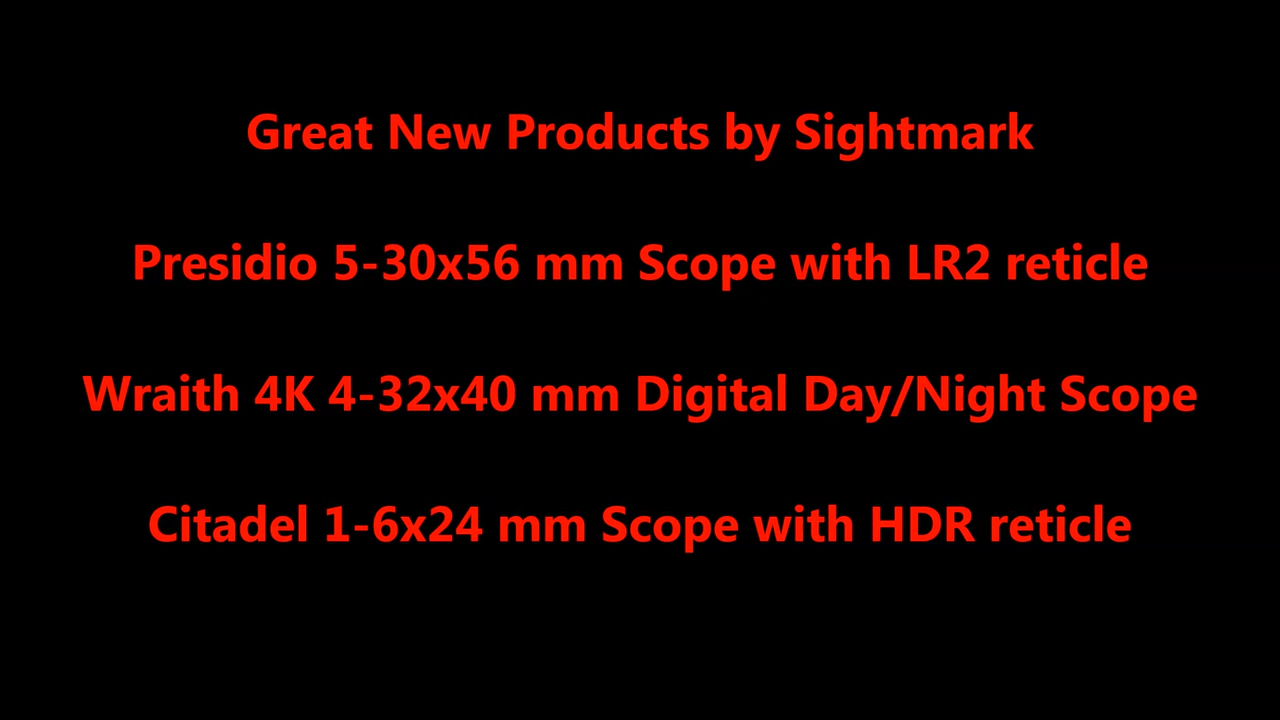 Great New Products by Sightmark
Presidio 5-30x56 mm Scope with LR2 reticle
Wraith 4K 4-32x40 mm Digital Day/Night Scope
Citadel 1-6x24 mm Scope with HDR reticle